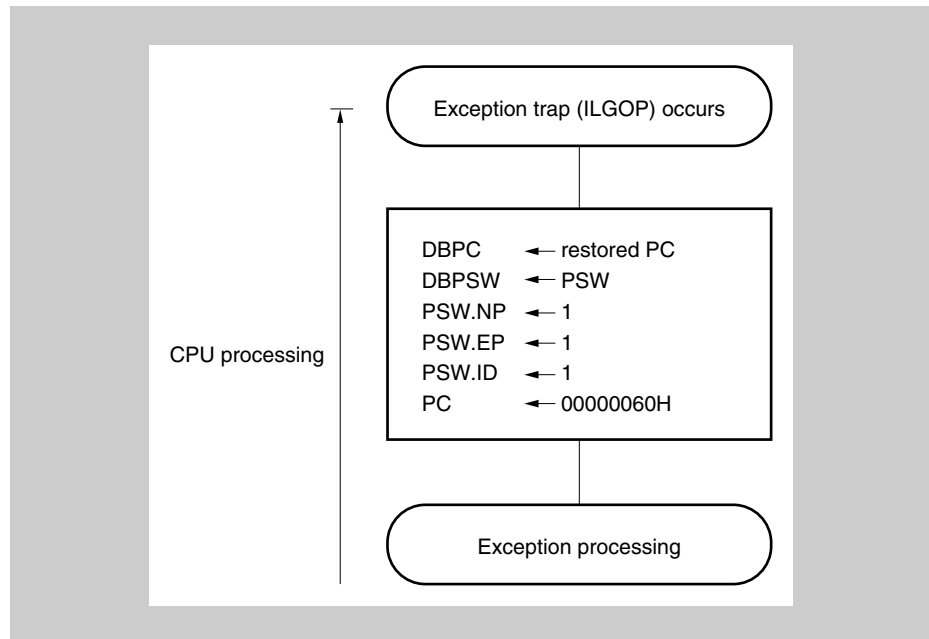 Exception trap (ILGOP) occurs
DBPC ← restored PC
DBPSW ← PSW
PSW.NP ← 1
PSW.EP ← 1
CPU processing
PSW.ID ← 1
PC ← 00000060H
Exception processing